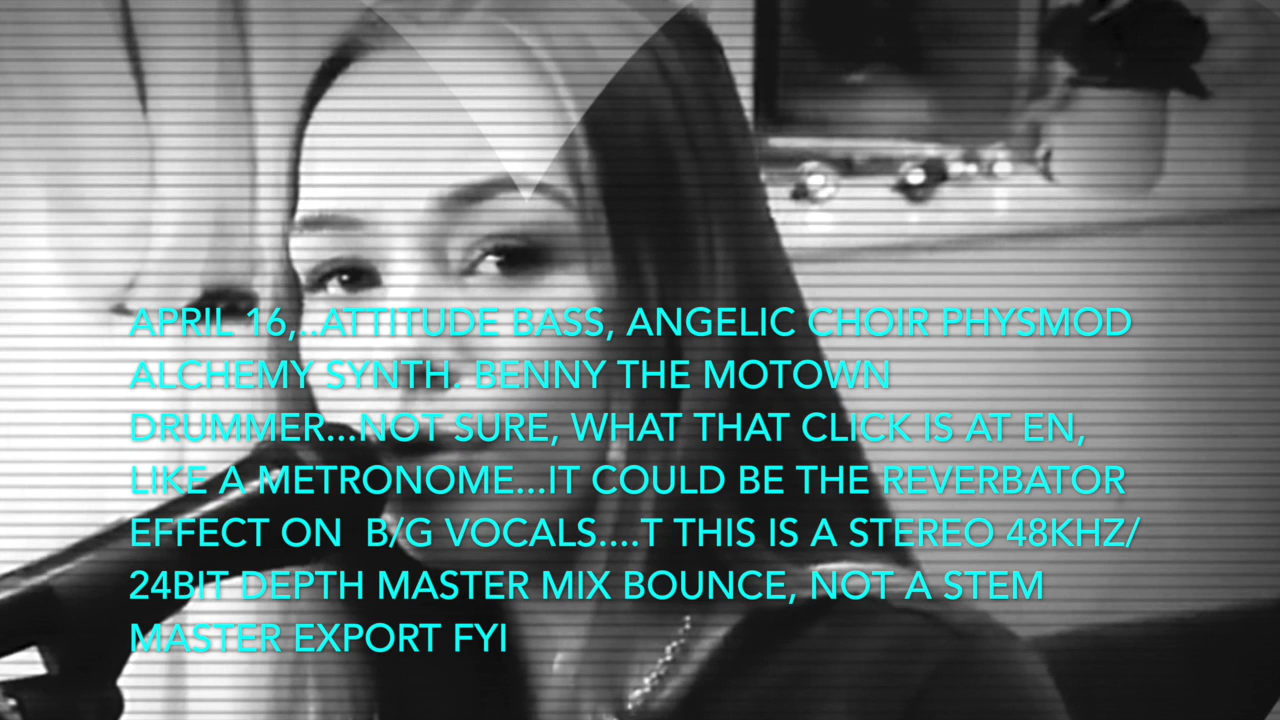 APRIL 16,..ATTITUDE BASS, ANGELIC CHOIR PHYSMOD
ALCHEMY SYNTH. BENNY THE MOTOWN
DRUMMER...NOT SURE, WHAT THAT CLICK IS AT EN,
LIKE A METRONOME...IT COULD BE THE REVERBATOR
EFFECT ON  B/G VOCALS....T THIS IS A STEREO 48KHZ/
24BIT DEPTH MASTER MIX BOUNCE, NOT A STEM
MASTER EXPORT FYI